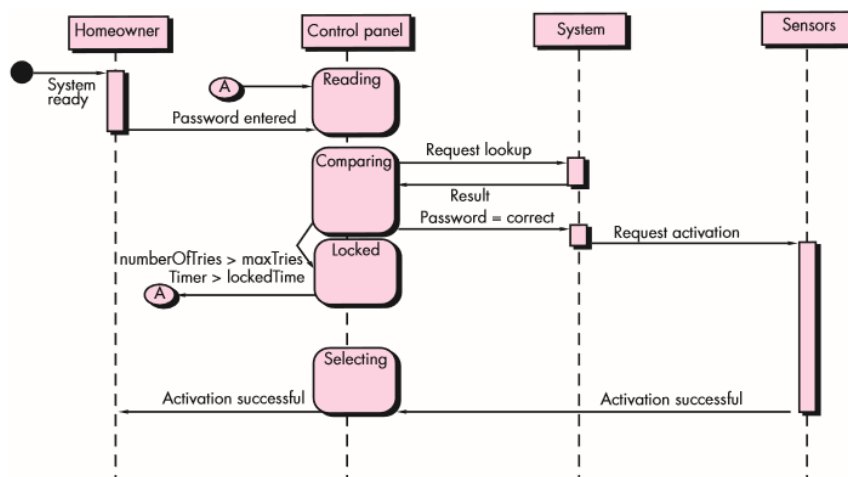 Homeowner
Control panel
System
Sensors
System
ready
A
Reading
Password entered
Comparing
Request lookup
Result
Password = correct
Request activation
numberOfTries > maxTries
Locked
Timer > lockedTime
A
Selecting
Activation successful
Activation successful